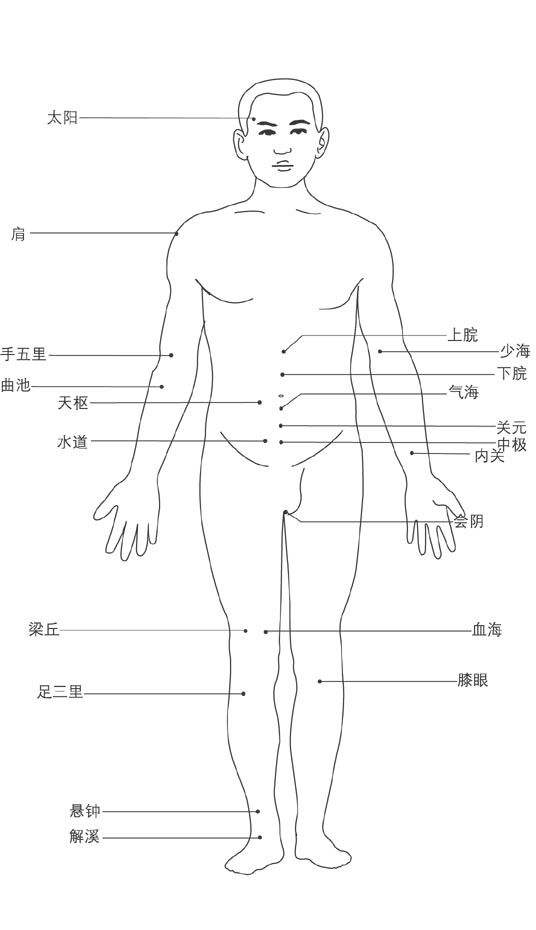 太阳
肩
上脘
少海
手五里
下脘
曲池
气海
天枢
关元
水道
中极
内关
会阴
梁丘
血海
膝眼
足三里
悬钟
解溪